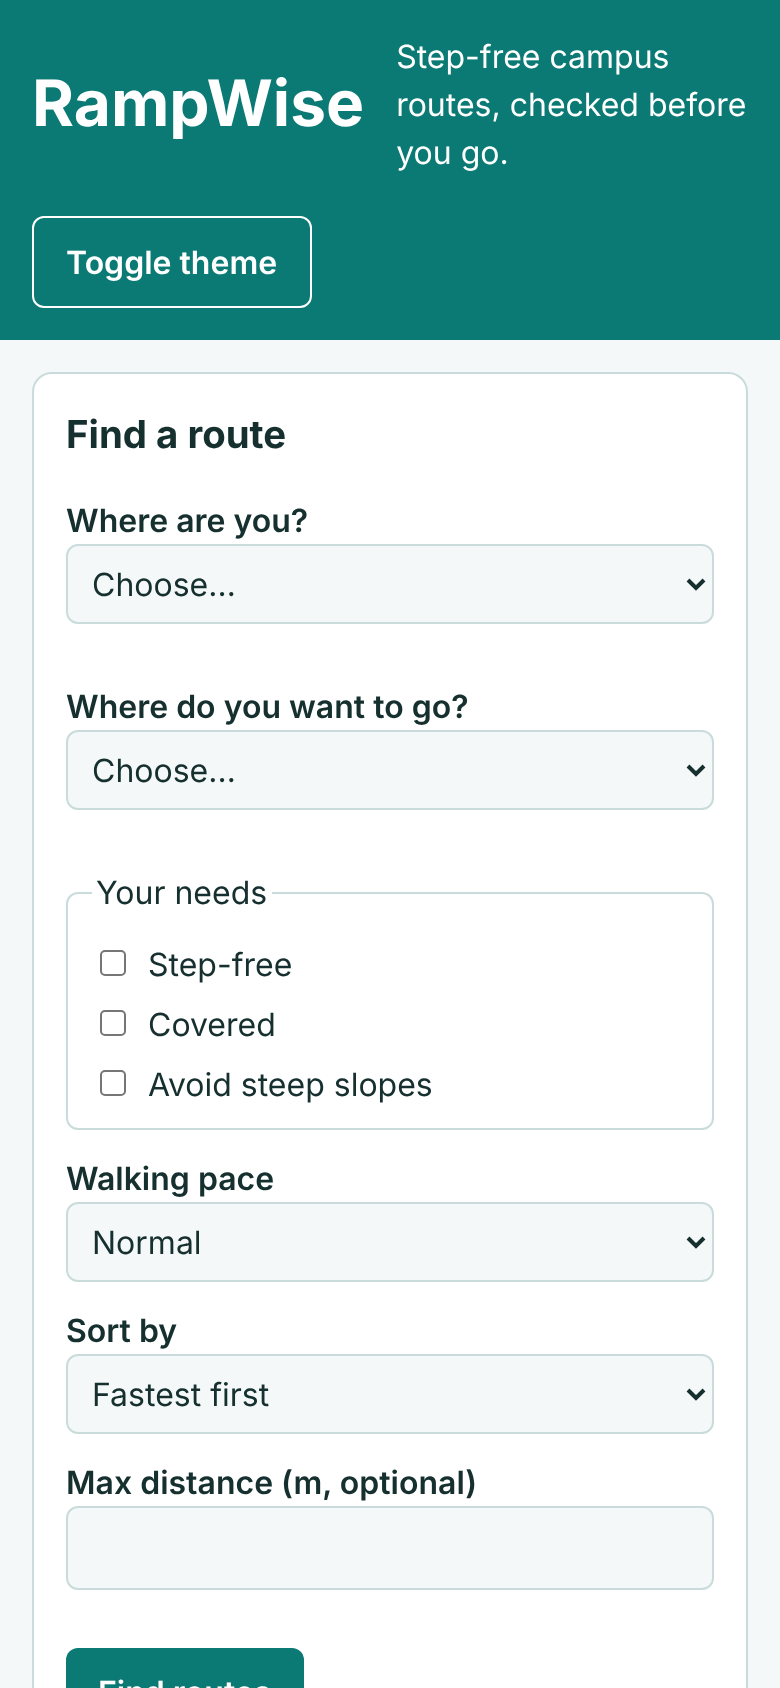 RampWise
Step-free campus
routes, checked before
you go.
Toggle theme
Find a route
Where are you?
Choose...
Where do you want to go?
Choose...
Your needs
Step-free
Covered
Avoid steep slopes
Walking pace
Normal
Sort by
Fastest first
Max distance (m, optional)
Find routes